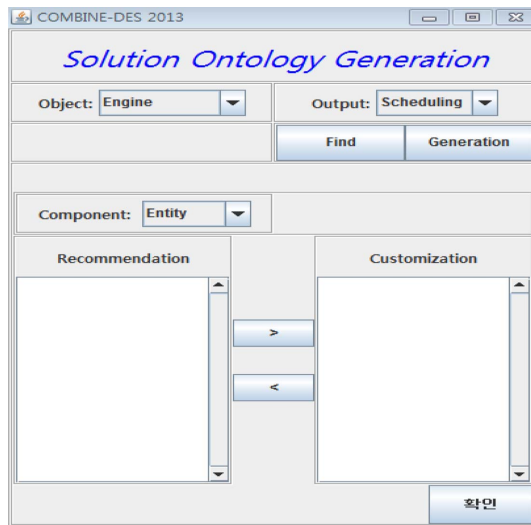 COMBINE-DES 2013
Solution Ontology Generation
Object: Engine Output: Scheduling
Find Generation
Component: Entity
Recommendation Customization
>
<
확인